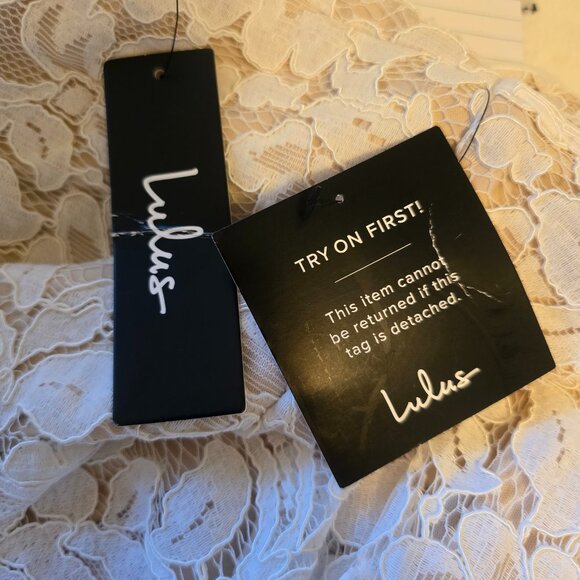 Lulus
TRY ON FIRST!
This item cannot
be returned if this
tag is detached.
Lulus